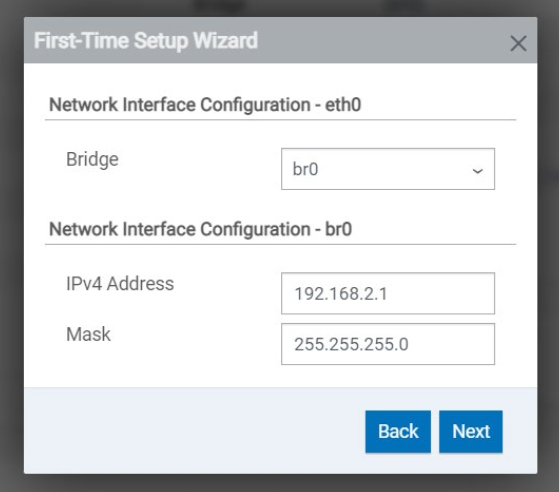 First-Time Setup Wizard
Network Interface Configuration - eth0
Bridge
br0
Network Interface Configuration - br0
IPv4 Address
192.168.2.1
Mask
255.255.255.0
Back Next